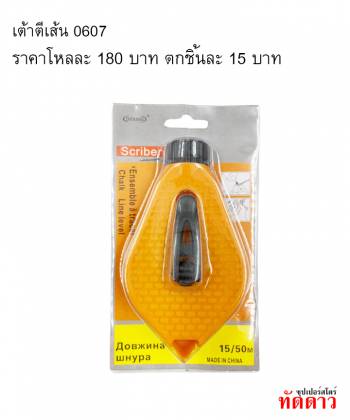 เต้าตีเส้น 0607
ราคาโหลละ 180 บาท ตกชิ้นละ 15 บาท
Scriber
*Ensemble à tracer
Chalk Line level
Довжина
шнура
15/50м
MADE IN CHINA
ซุปเปอร์สโตร์
ทัดดาว